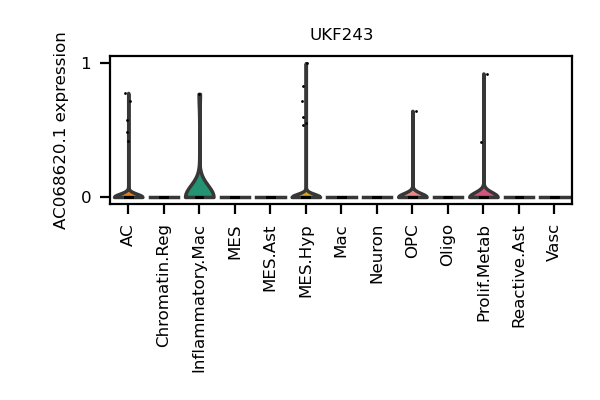 UKF243
AC068620.1 expression
1
0
AC
Chromatin.Reg
Inflammatory.Mac
MES
MES.Ast
MES.Hyp
Mac
Neuron
OPC
Oligo
Prolif.Metab
Reactive.Ast
Vasc